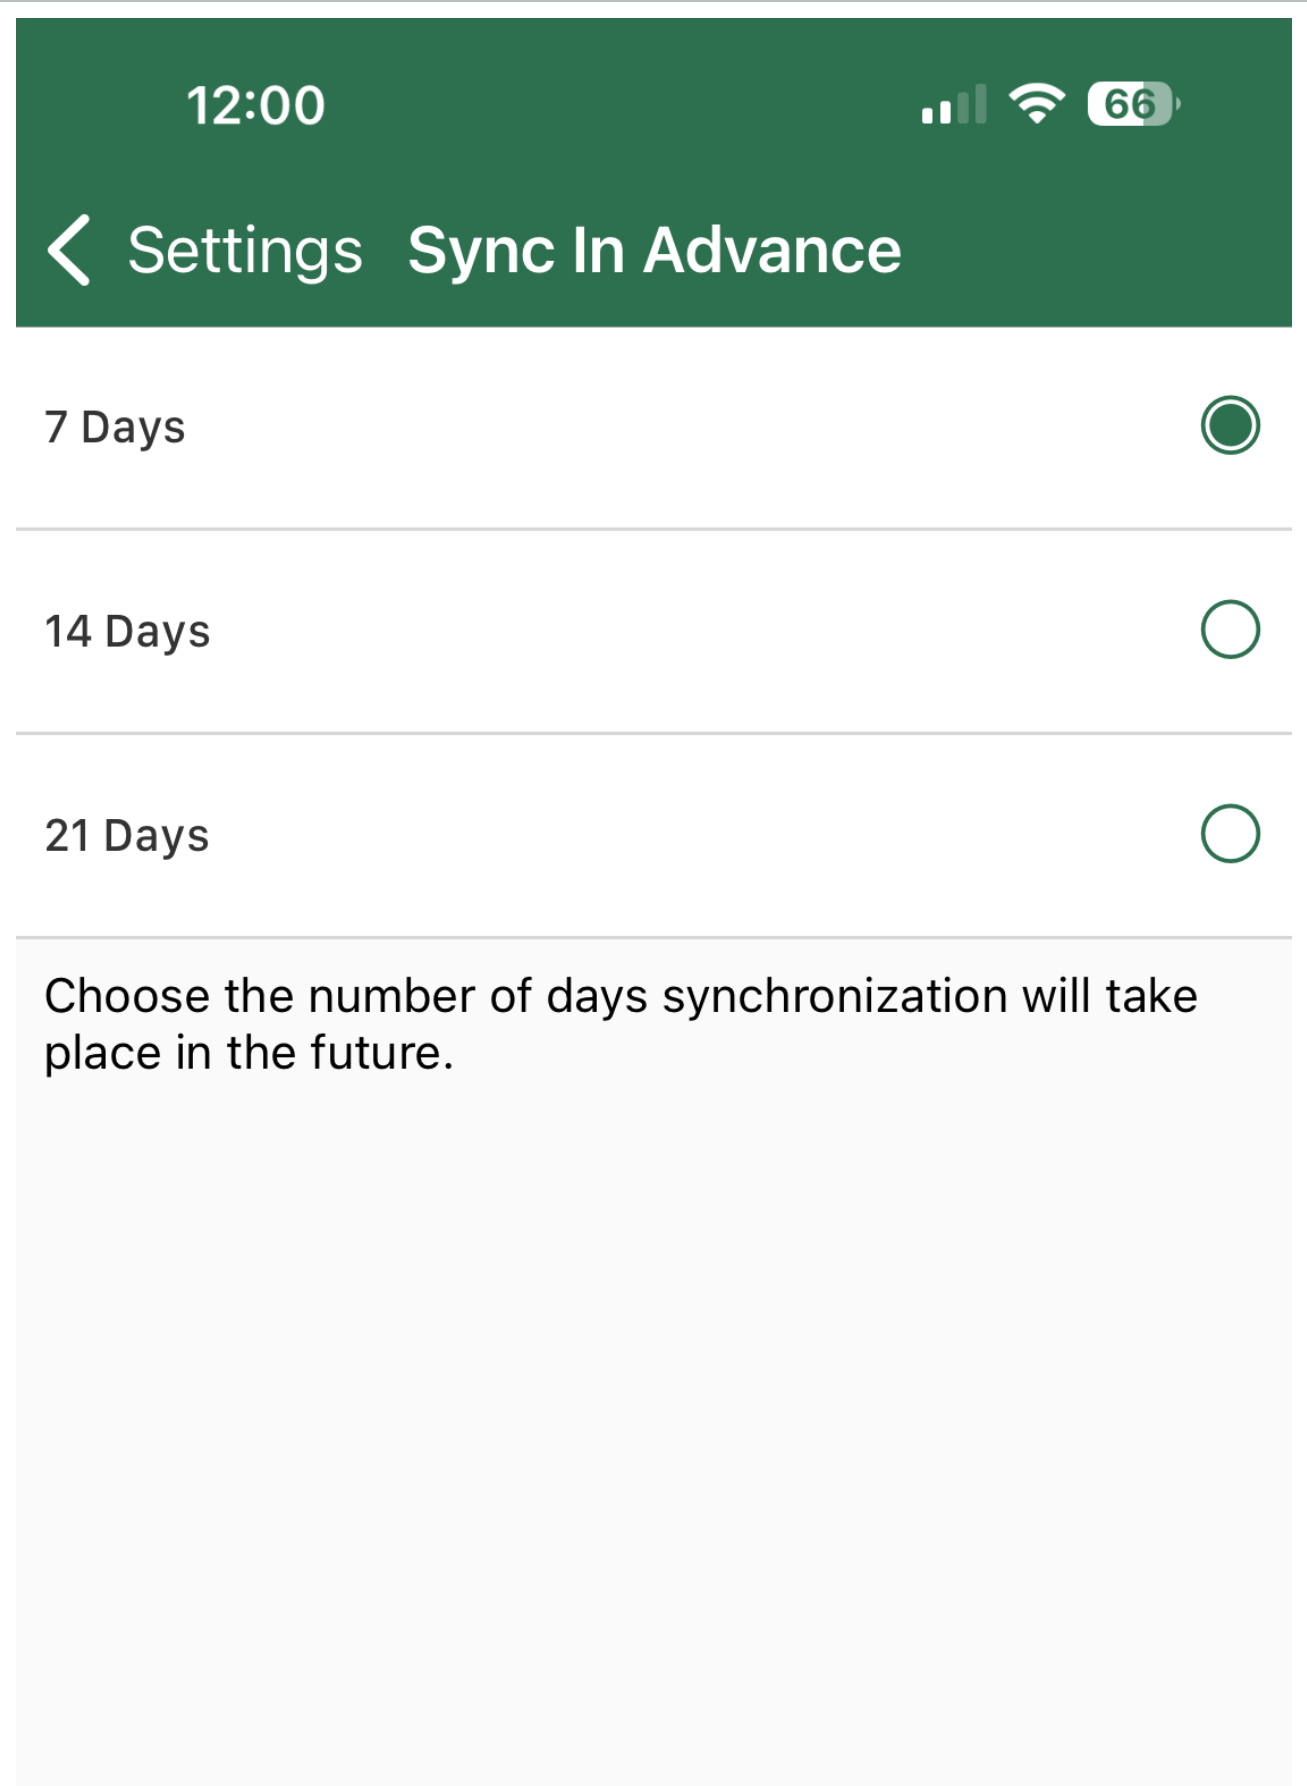 12:00 66
Settings Sync In Advance
7 Days
14 Days
21 Days
Choose the number of days synchronization will take
place in the future.